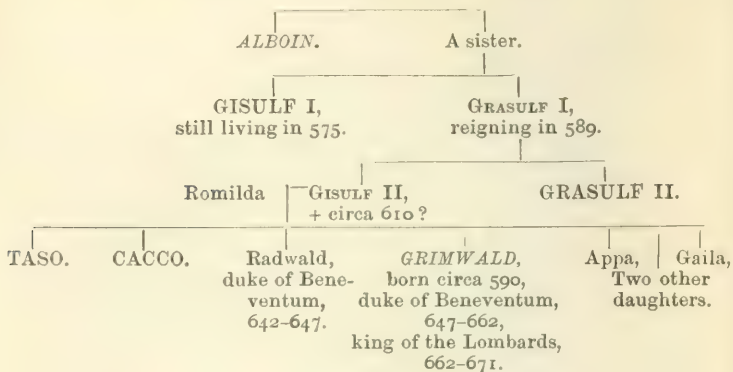 ALBOIN. A sister.
GISULF I, GRASULF I,
still living in 575. reigning in 589.
Romilda GISULF II, GRASULF II.
+ circa 610?
TASO. CACCO. Radwald, GRIMWALD, Appa, Gaila,
duke of Bene- born circa 590, Two other
ventum, duke of Beneventum, daughters.
642–647. 647–662,
king of the Lombards,
662–671.